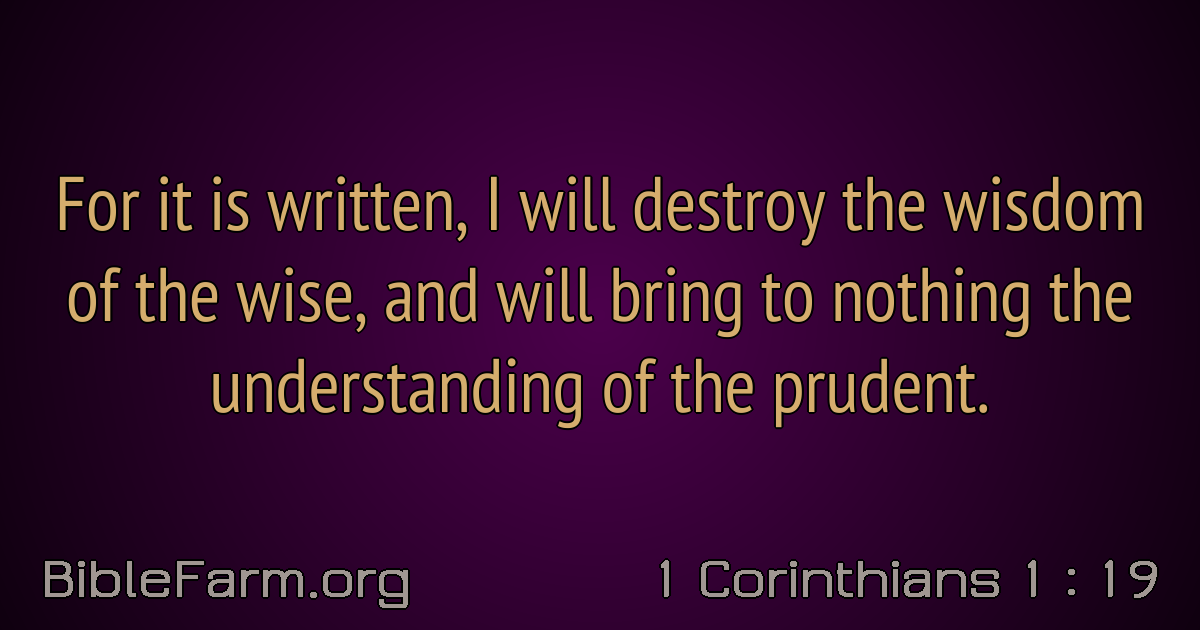 For it is written, I will destroy the wisdom
of the wise, and will bring to nothing the
understanding of the prudent.
BibleFarm.org
1 Corinthians 1 : 19